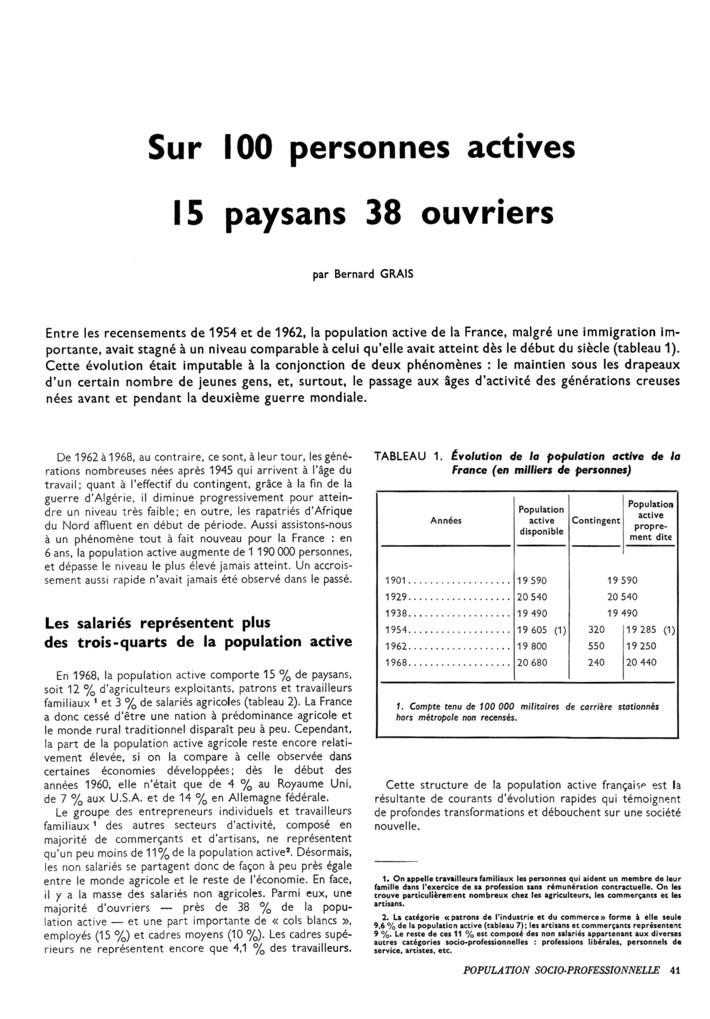 Sur 100 personnes actives
15 paysans 38 ouvriers
par Bernard GRAIS
Entre les recensements de 1954 et de 1962, la population active de la France, malgré une immigration im-
portante, avait stagné à un niveau comparable à celui qu'elle avait atteint dès le début du siècle (tableau 1).
Cette évolution était imputable à la conjonction de deux phénomènes : le maintien sous les drapeaux
d'un certain nombre de jeunes gens, et, surtout, le passage aux âges d'activité des générations creuses
nées avant et pendant la deuxième guerre mondiale.
De 1962 à 1968, au contraire, ce sont, à leur tour, les géné-
rations nombreuses nées après 1945 qui arrivent à l'âge du
travail; quant à l'effectif du contingent, grâce à la fin de la
guerre d'Algérie, il diminue progressivement pour attein-
dre un niveau très faible; en outre, les rapatriés d'Afrique
du Nord affluent en début de période. Aussi assistons-nous
à un phénomène tout à fait nouveau pour la France : en
6 ans, la population active augmente de 1 190 000 personnes,
et dépasse le niveau le plus élevé jamais atteint. Un accrois-
sement aussi rapide n'avait jamais été observé dans le passé.
Les salariés représentent plus
des trois-quarts de la population active
En 1968, la population active comporte 15 % de paysans,
soit 12 % d'agriculteurs exploitants, patrons et travailleurs
familiaux ¹ et 3 % de salariés agricoles (tableau 2). La France
a donc cessé d'être une nation à prédominance agricole et
le monde rural traditionnel disparaît peu à peu. Cependant,
la part de la population active agricole reste encore relati-
vement élevée, si on la compare à celle observée dans
certaines économies développées; dès le début des
années 1960, elle n'était que de 4 % au Royaume Uni,
de 7 % aux U.S.A. et de 14 % en Allemagne fédérale.
Le groupe des entrepreneurs individuels et travailleurs
familiaux ¹ des autres secteurs d'activité, composé en
majorité de commerçants et d'artisans, ne représentent
qu'un peu moins de 11% de la population active². Désormais,
les non salariés se partagent donc de façon à peu près égale
entre le monde agricole et le reste de l'économie. En face,
il y a la masse des salariés non agricoles. Parmi eux, une
majorité d'ouvriers — près de 38 % de la popu-
lation active — et une part importante de « cols blancs »,
employés (15 %) et cadres moyens (10 %). Les cadres supé-
rieurs ne représentent encore que 4,1 % des travailleurs.
TABLEAU 1. Évolution de la population active de la
France (en milliers de personnes)
Années
Population
active
disponible
Contingent
Population
active
propre-
ment dite
1901................... 19 590 19 590
1929................... 20 540 20 540
1938................... 19 490 19 490
1954................... 19 605 (1) 320 19 285 (1)
1962................... 19 800 550 19 250
1968................... 20 680 240 20 440
1. Compte tenu de 100 000 militaires de carrière stationnés
hors métropole non recensés.
Cette structure de la population active française est la
résultante de courants d'évolution rapides qui témoignent
de profondes transformations et débouchent sur une société
nouvelle.
1. On appelle travailleurs familiaux les personnes qui aident un membre de leur
famille dans l'exercice de sa profession sans rémunération contractuelle. On les
trouve particulièrement nombreux chez les agriculteurs, les commerçants et les
artisans.
2. La catégorie «patrons de l'industrie et du commerce» forme à elle seule
9,6 % de la population active (tableau 7); les artisans et commerçants représentent
9 %. Le reste de ces 11 % est composé des non salariés appartenant aux diverses
autres catégories socio-professionnelles : professions libérales, personnels de
service, artistes, etc.
POPULATION SOCIO-PROFESSIONNELLE 41